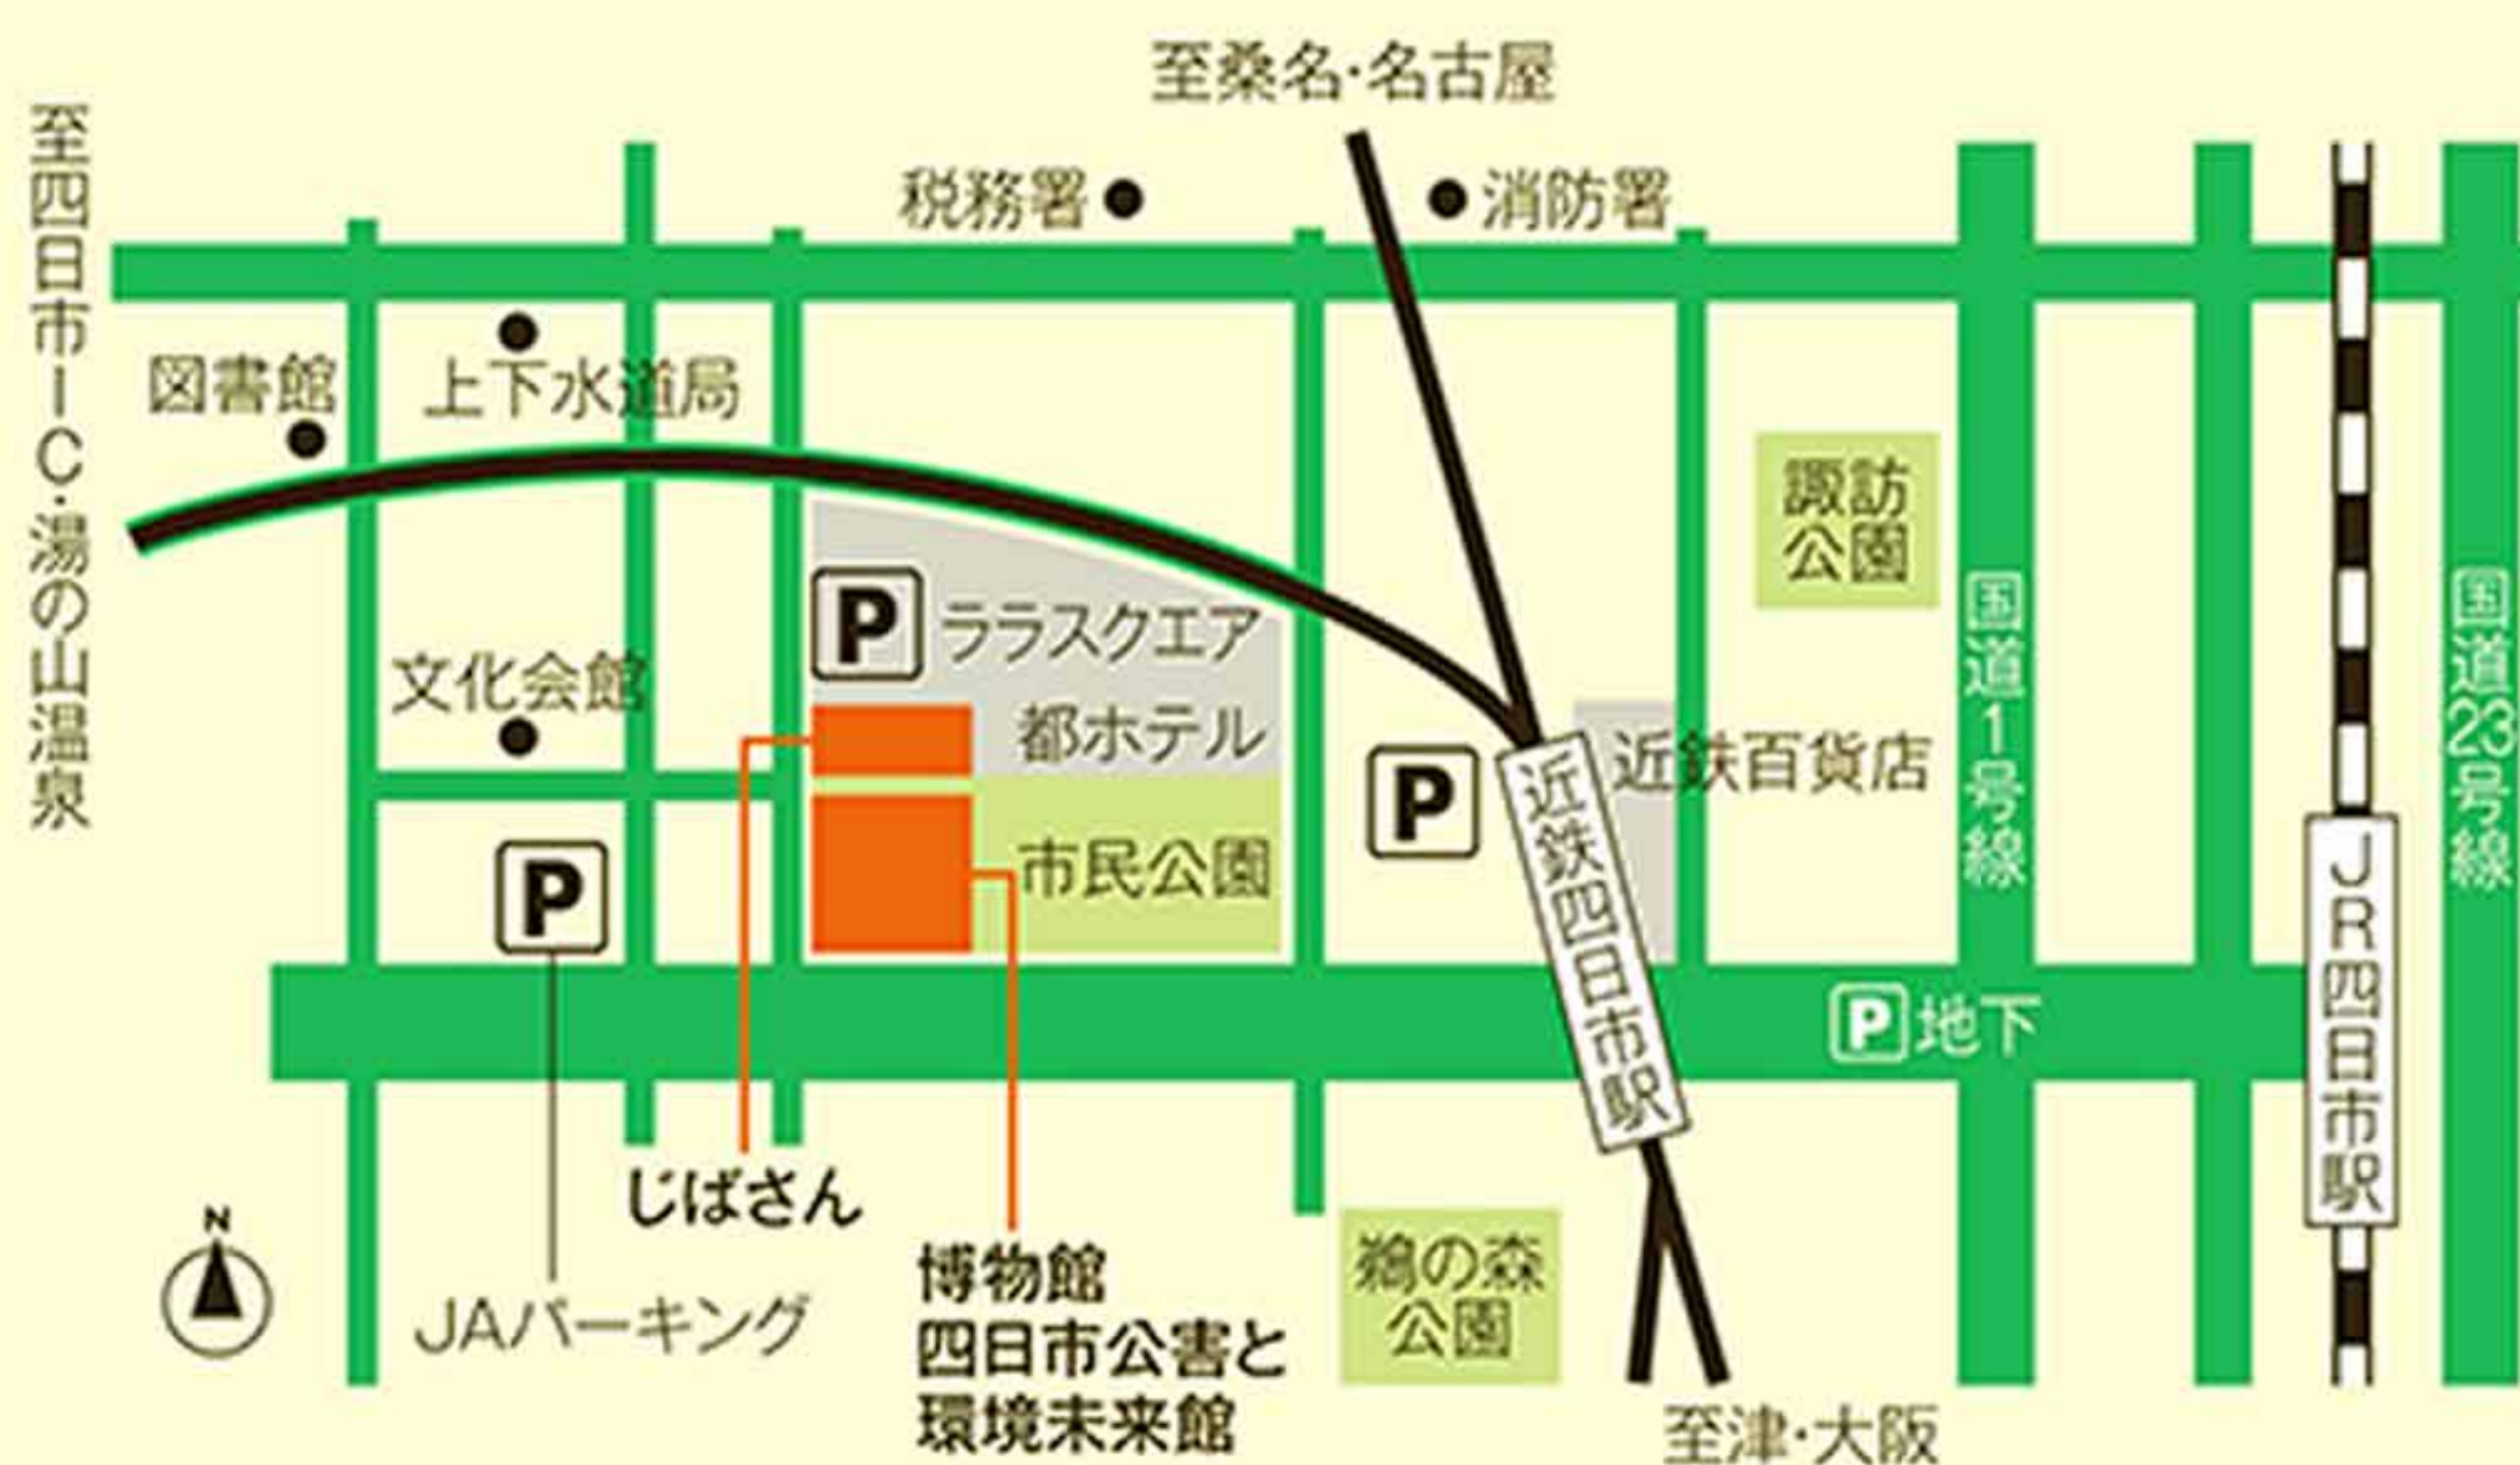 至桑名・名古屋
至四日市IC・湯の山温泉
税務署
消防署
図書館
上下水道局
諏訪
公園
P
ララスクエア
文化会館
都ホテル
近鉄百貨店
国道1号線
国道23号線
P
近鉄四日市駅
P
市民公園
JR四日市駅
P地下
じばさん
N
JAパーキング
博物館
四日市公害と
環境未来館
鵜の森
公園
至津・大阪